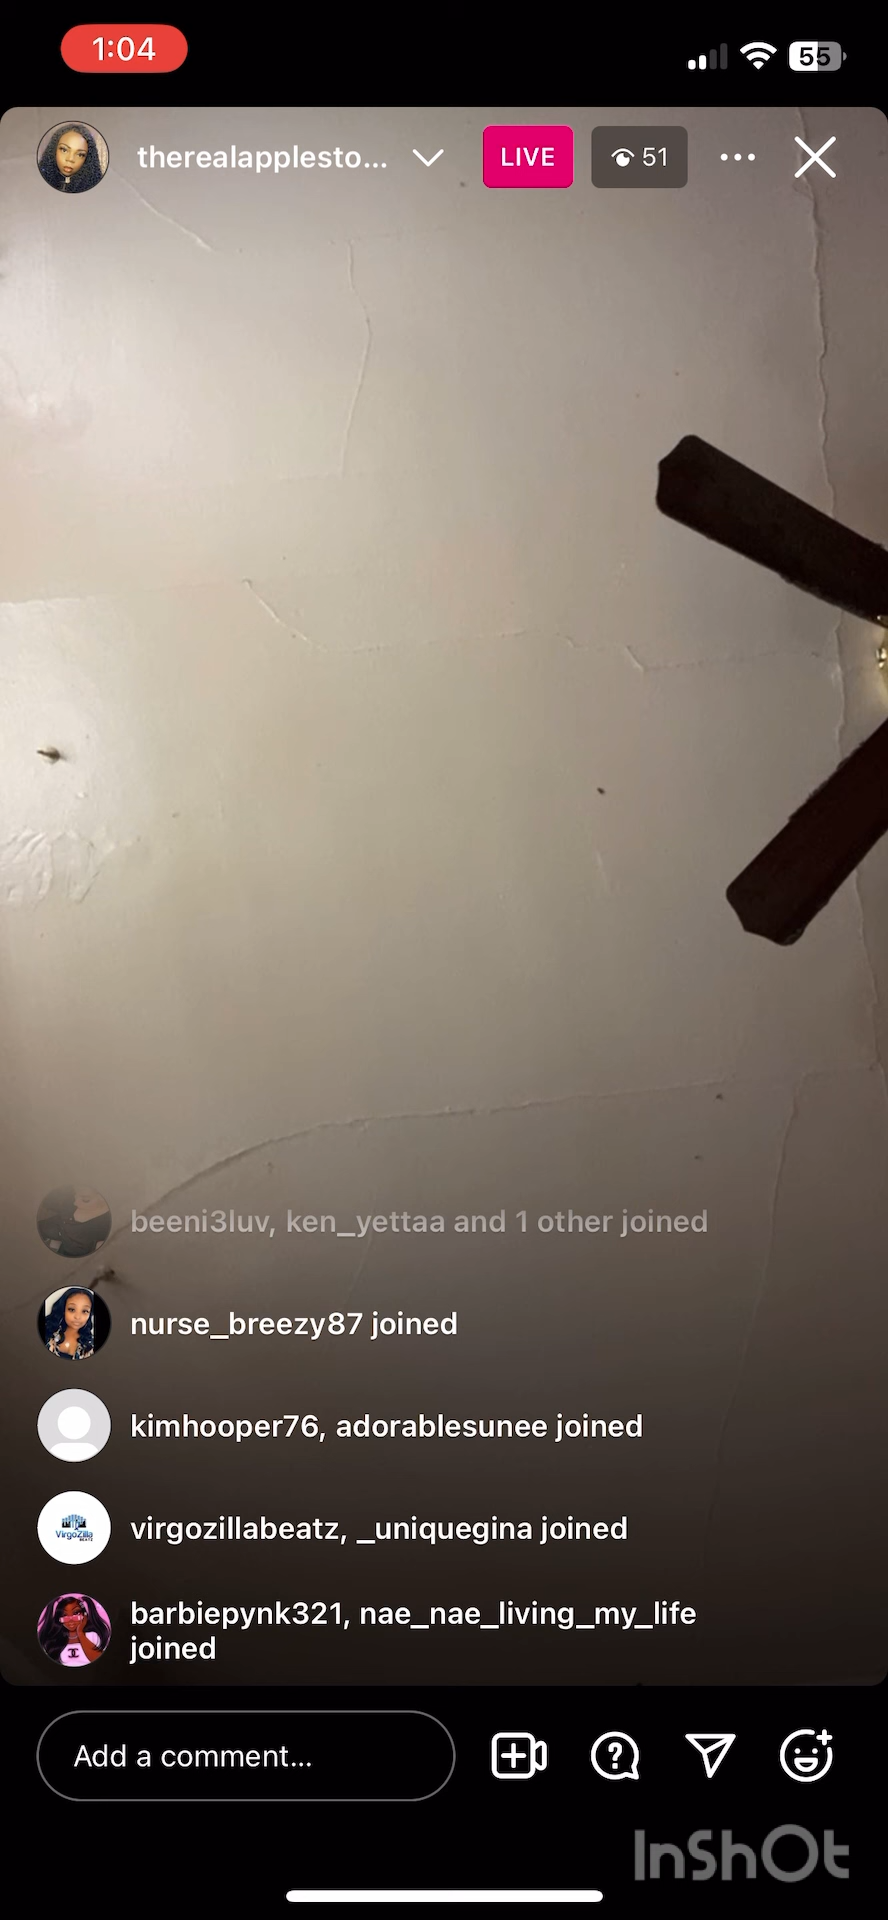 1:04
55
therealapplesto...
LIVE
51
beeni3luv, ken_yettaa and 1 other joined
nurse_breezy87 joined
kimhooper76, adorablesunee joined
VirgoZilla
virgozillabeatz, _uniquegina joined
barbiepynk321, nae_nae_living_my_life
joined
Add a comment...
InShOt